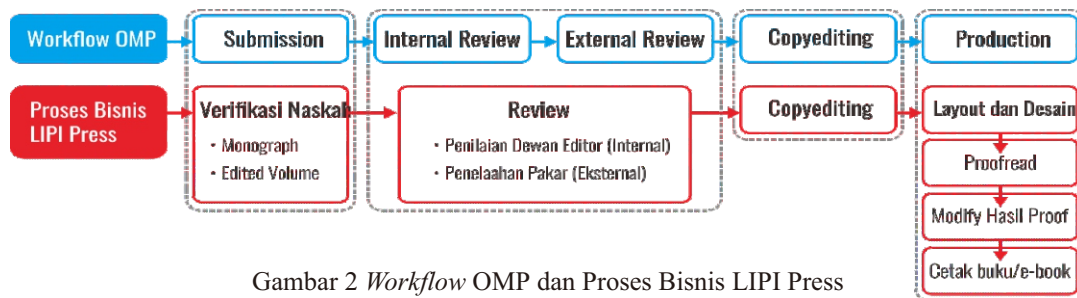 Workflow OMP
Submission
Internal Review
External Review
Copyediting
Production
Proses Bisnis
LIPI Press
Verifikasi Naskah
• Monograph
• Edited Volume
Review
• Penilaian Dewan Editor (Internal)
• Penelaahan Pakar (Eksternal)
Copyediting
Layout dan Desain
Proofread
Modify Hasil Proof
Cetak buku/e-book
Gambar 2 Workflow OMP dan Proses Bisnis LIPI Press